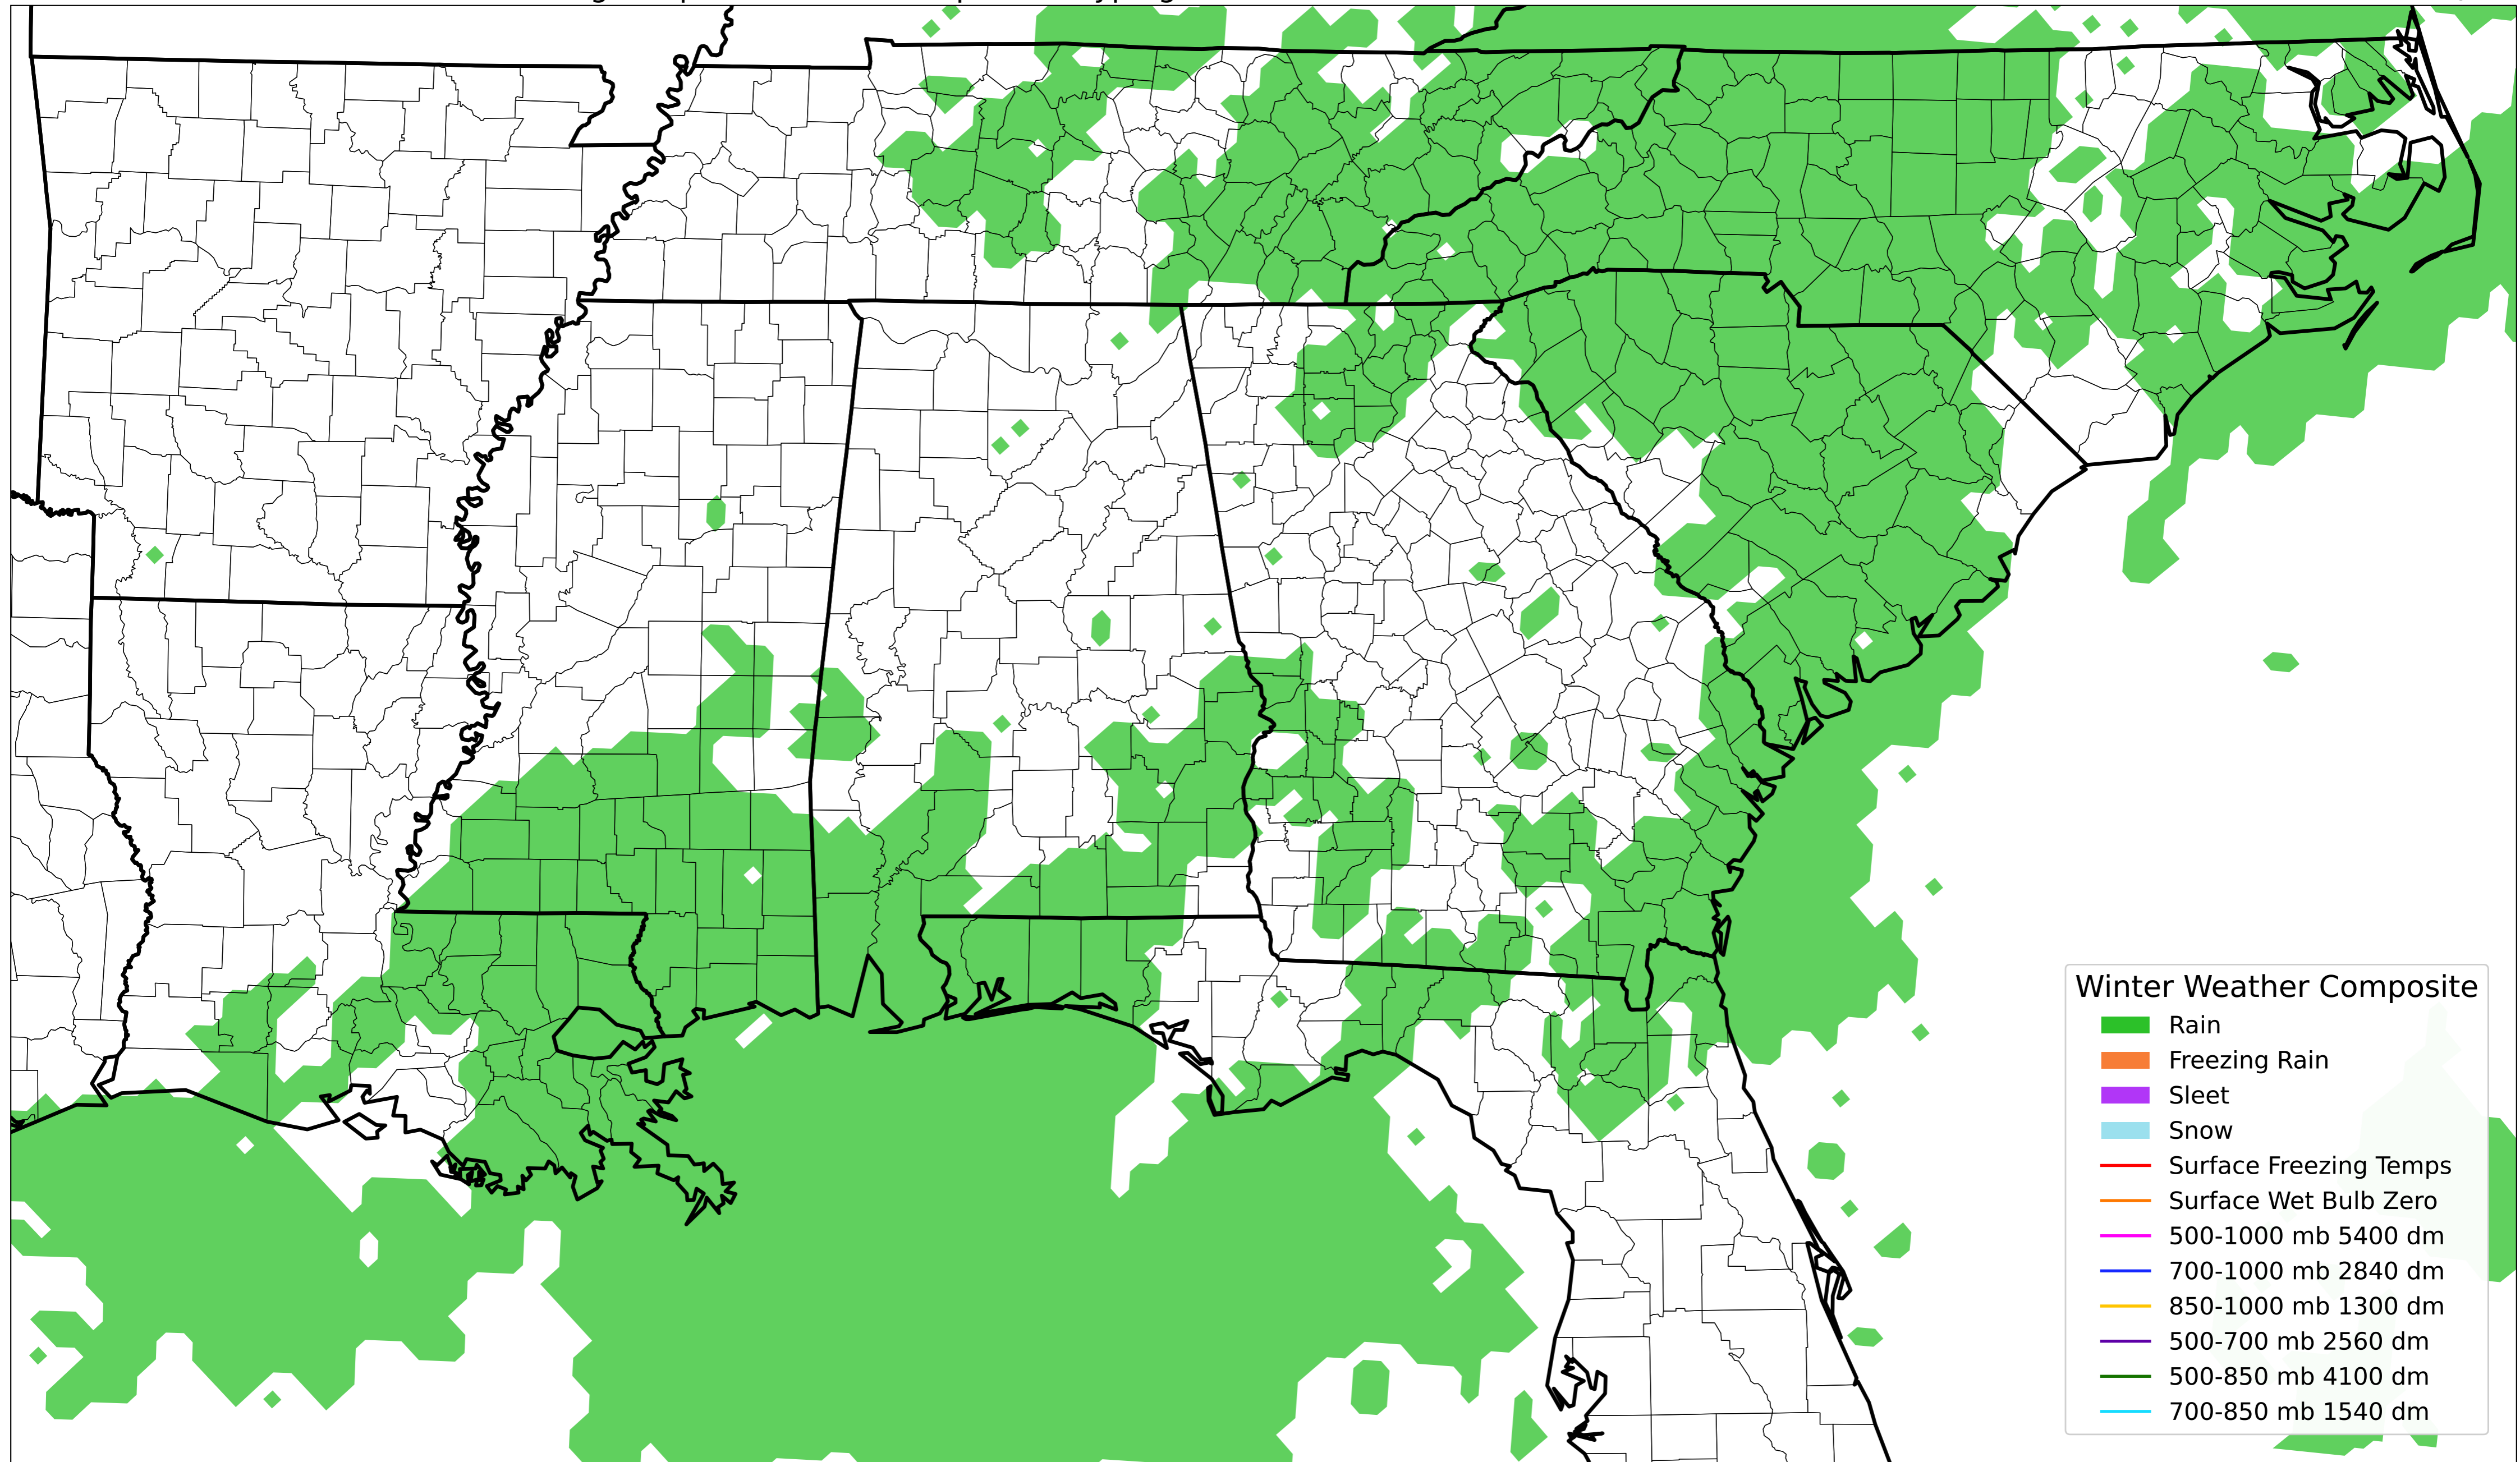 Winter Weather Composite
Rain
Freezing Rain
Sleet
Snow
Surface Freezing Temps
Surface Wet Bulb Zero
500-1000 mb 5400 dm
700-1000 mb 2840 dm
850-1000 mb 1300 dm
500-700 mb 2560 dm
500-850 mb 4100 dm
700-850 mb 1540 dm